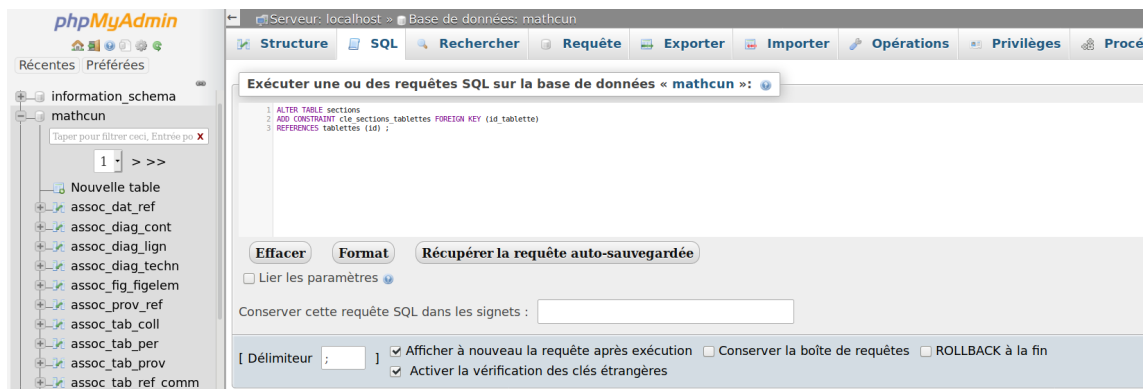 phpMyAdmin
Récentes Préférées
information_schema
mathcun
Taper pour filtrer ceci, Entrée po X
1 > >>
Nouvelle table
assoc_dat_ref
assoc_diag_cont
assoc_diag_lign
assoc_diag_techn
assoc_fig_figelem
assoc_prov_ref
assoc_tab_coll
assoc_tab_per
assoc_tab_prov
assoc_tab_ref_comm
← Serveur: localhost » Base de données: mathcun
Structure SQL Rechercher Requête Exporter Importer Opérations Privilèges Procé
Exécuter une ou des requêtes SQL sur la base de données « mathcun »:
1 ALTER TABLE sections
2 ADD CONSTRAINT cle_sections_tablettes FOREIGN KEY (id_tablette)
3 REFERENCES tablettes (id) ;
Effacer Format Récupérer la requête auto-sauvegardée
Lier les paramètres
Conserver cette requête SQL dans les signets :
[ Délimiteur ; ] Afficher à nouveau la requête après exécution Conserver la boîte de requêtes ROLLBACK à la fin
Activer la vérification des clés étrangères